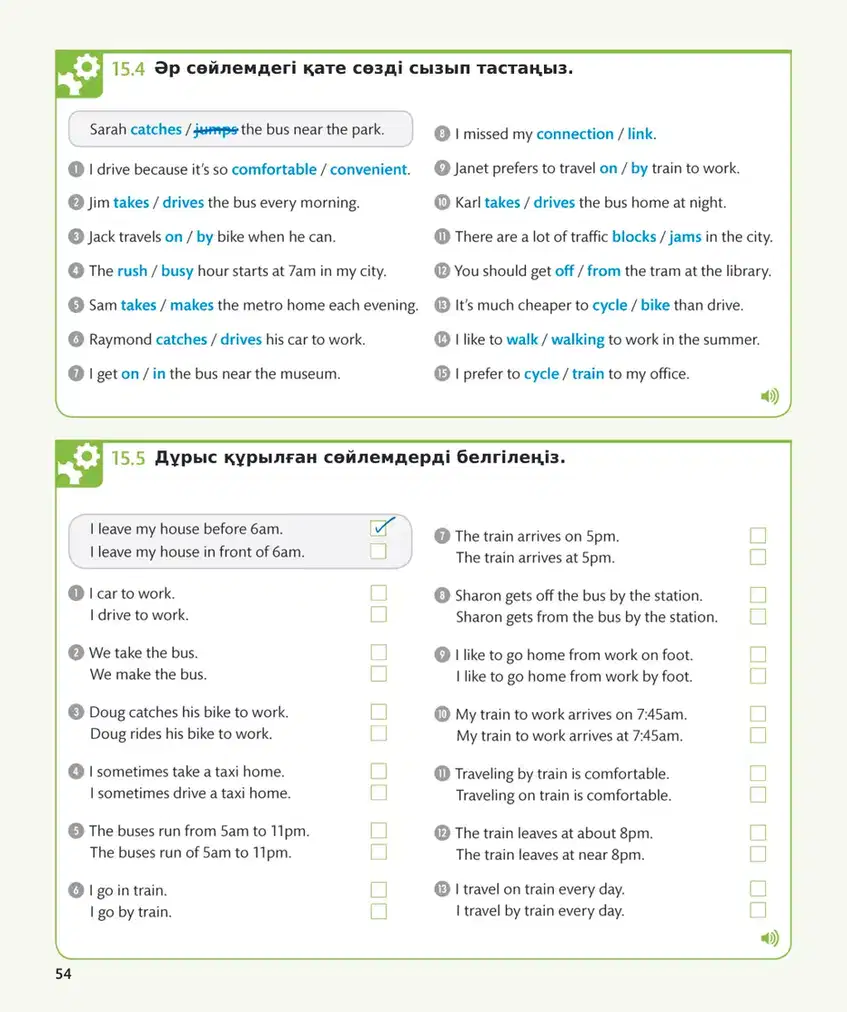 15.4 Әр сөйлемдегі қате сөзді сызып тастаңыз.
Sarah catches / jumps the bus near the park.
1 I drive because it's so comfortable / convenient.
2 Jim takes / drives the bus every morning.
3 Jack travels on / by bike when he can.
4 The rush / busy hour starts at 7am in my city.
5 Sam takes / makes the metro home each evening.
6 Raymond catches / drives his car to work.
7 I get on / in the bus near the museum.
8 I missed my connection / link.
9 Janet prefers to travel on / by train to work.
10 Karl takes / drives the bus home at night.
11 There are a lot of traffic blocks / jams in the city.
12 You should get off / from the tram at the library.
13 It's much cheaper to cycle / bike than drive.
14 I like to walk / walking to work in the summer.
15 I prefer to cycle / train to my office.
15.5 Дұрыс құрылған сөйлемдерді белгілеңіз.
I leave my house before 6am.
I leave my house in front of 6am.
1 I car to work.
I drive to work.
2 We take the bus.
We make the bus.
3 Doug catches his bike to work.
Doug rides his bike to work.
4 I sometimes take a taxi home.
I sometimes drive a taxi home.
5 The buses run from 5am to 11pm.
The buses run of 5am to 11pm.
6 I go in train.
I go by train.
7 The train arrives on 5pm.
The train arrives at 5pm.
8 Sharon gets off the bus by the station.
Sharon gets from the bus by the station.
9 I like to go home from work on foot.
I like to go home from work by foot.
10 My train to work arrives on 7:45am.
My train to work arrives at 7:45am.
11 Traveling by train is comfortable.
Traveling on train is comfortable.
12 The train leaves at about 8pm.
The train leaves at near 8pm.
13 I travel on train every day.
I travel by train every day.
54